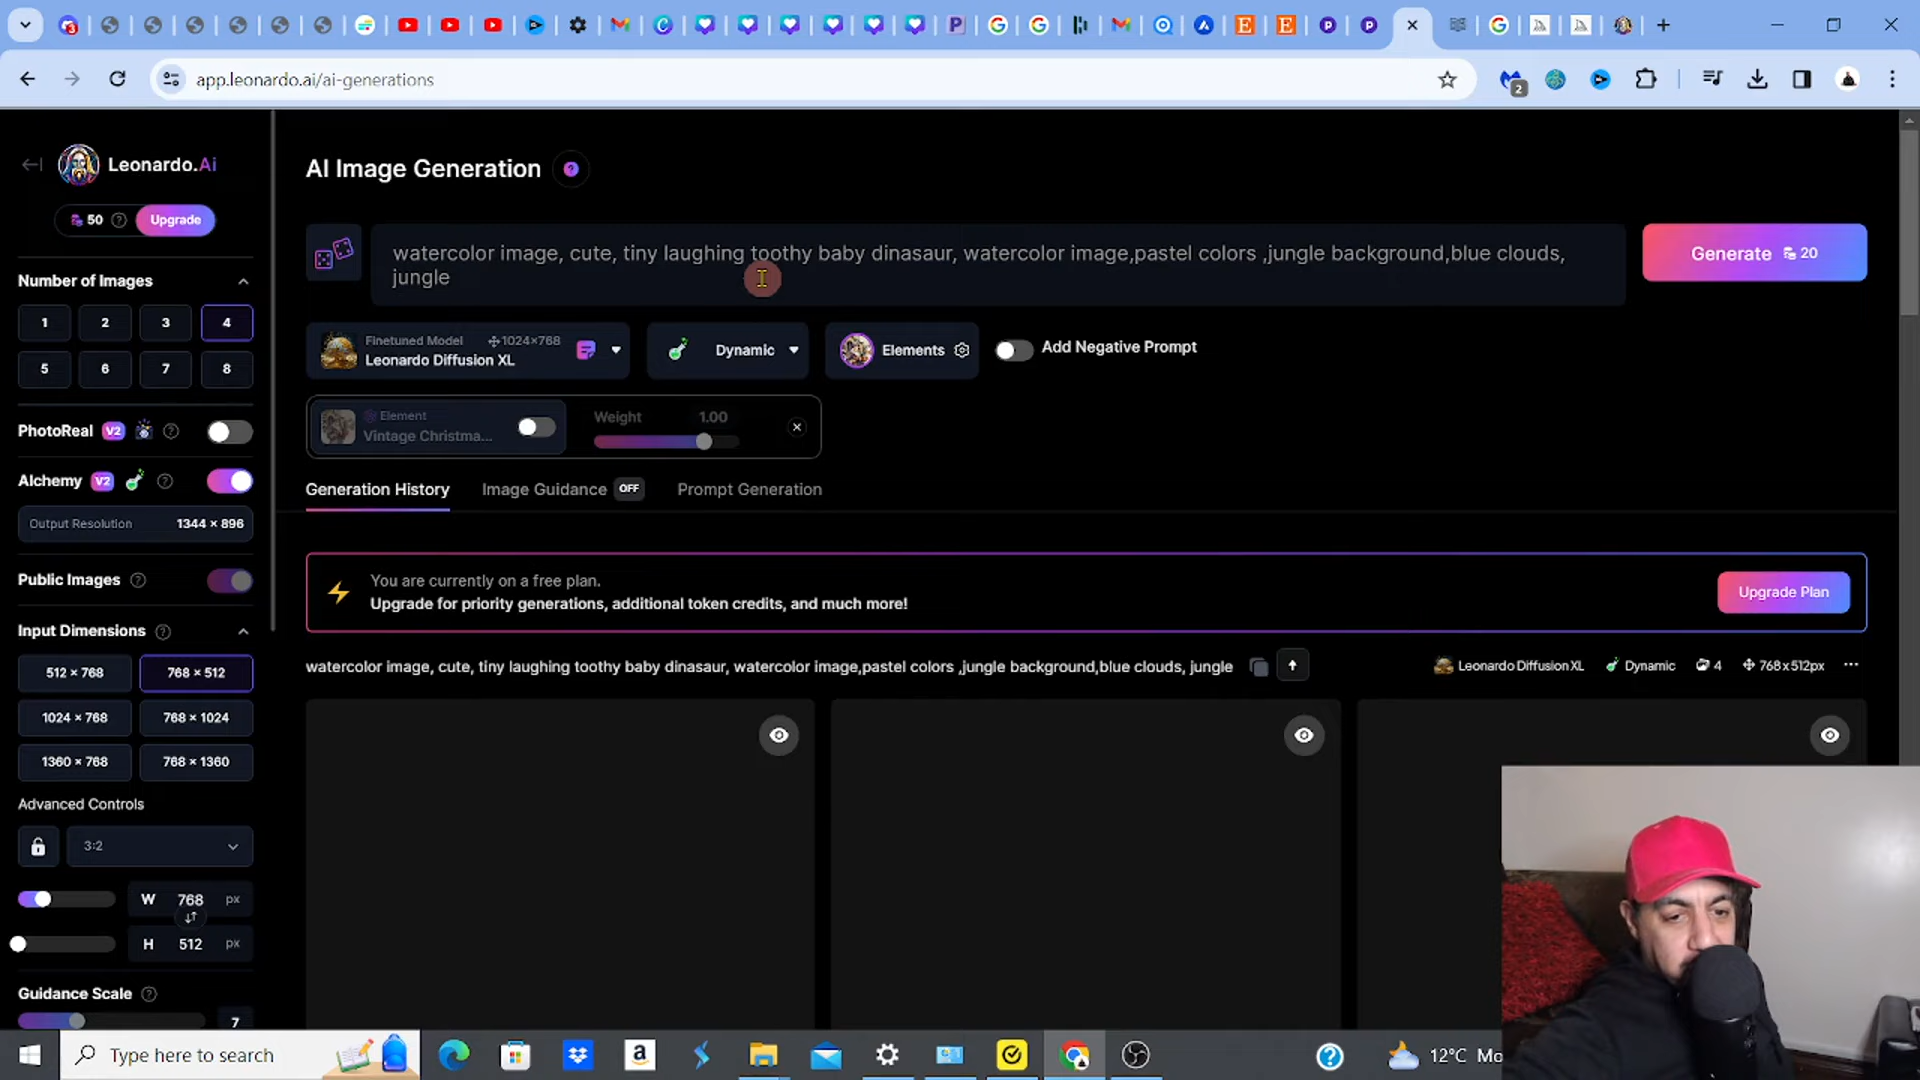 app.leonardo.ai/ai-generations
2
Leonardo.Ai
50
Upgrade
Number of Images
1
2
3
4
5
6
7
8
PhotoReal V2
Alchemy V2
Output Resolution 1344 × 896
Public Images
Input Dimensions
512 × 768
768 × 512
1024 × 768
768 × 1024
1360 × 768
768 × 1360
Advanced Controls
3:2
W 768 px
H 512 px
Guidance Scale
7
AI Image Generation
watercolor image, cute, tiny laughing toothy baby dinasaur, watercolor image,pastel colors ,jungle background,blue clouds,
jungle
Generate 20
Finetuned Model 1024×768
Leonardo Diffusion XL
Dynamic
Elements
Add Negative Prompt
Element
Vintage Christma...
Weight 1.00
Generation History
Image Guidance OFF
Prompt Generation
You are currently on a free plan.
Upgrade for priority generations, additional token credits, and much more!
Upgrade Plan
watercolor image, cute, tiny laughing toothy baby dinasaur, watercolor image,pastel colors ,jungle background,blue clouds, jungle
Leonardo Diffusion XL
Dynamic
4
768x512px
Type here to search
12°C Mo